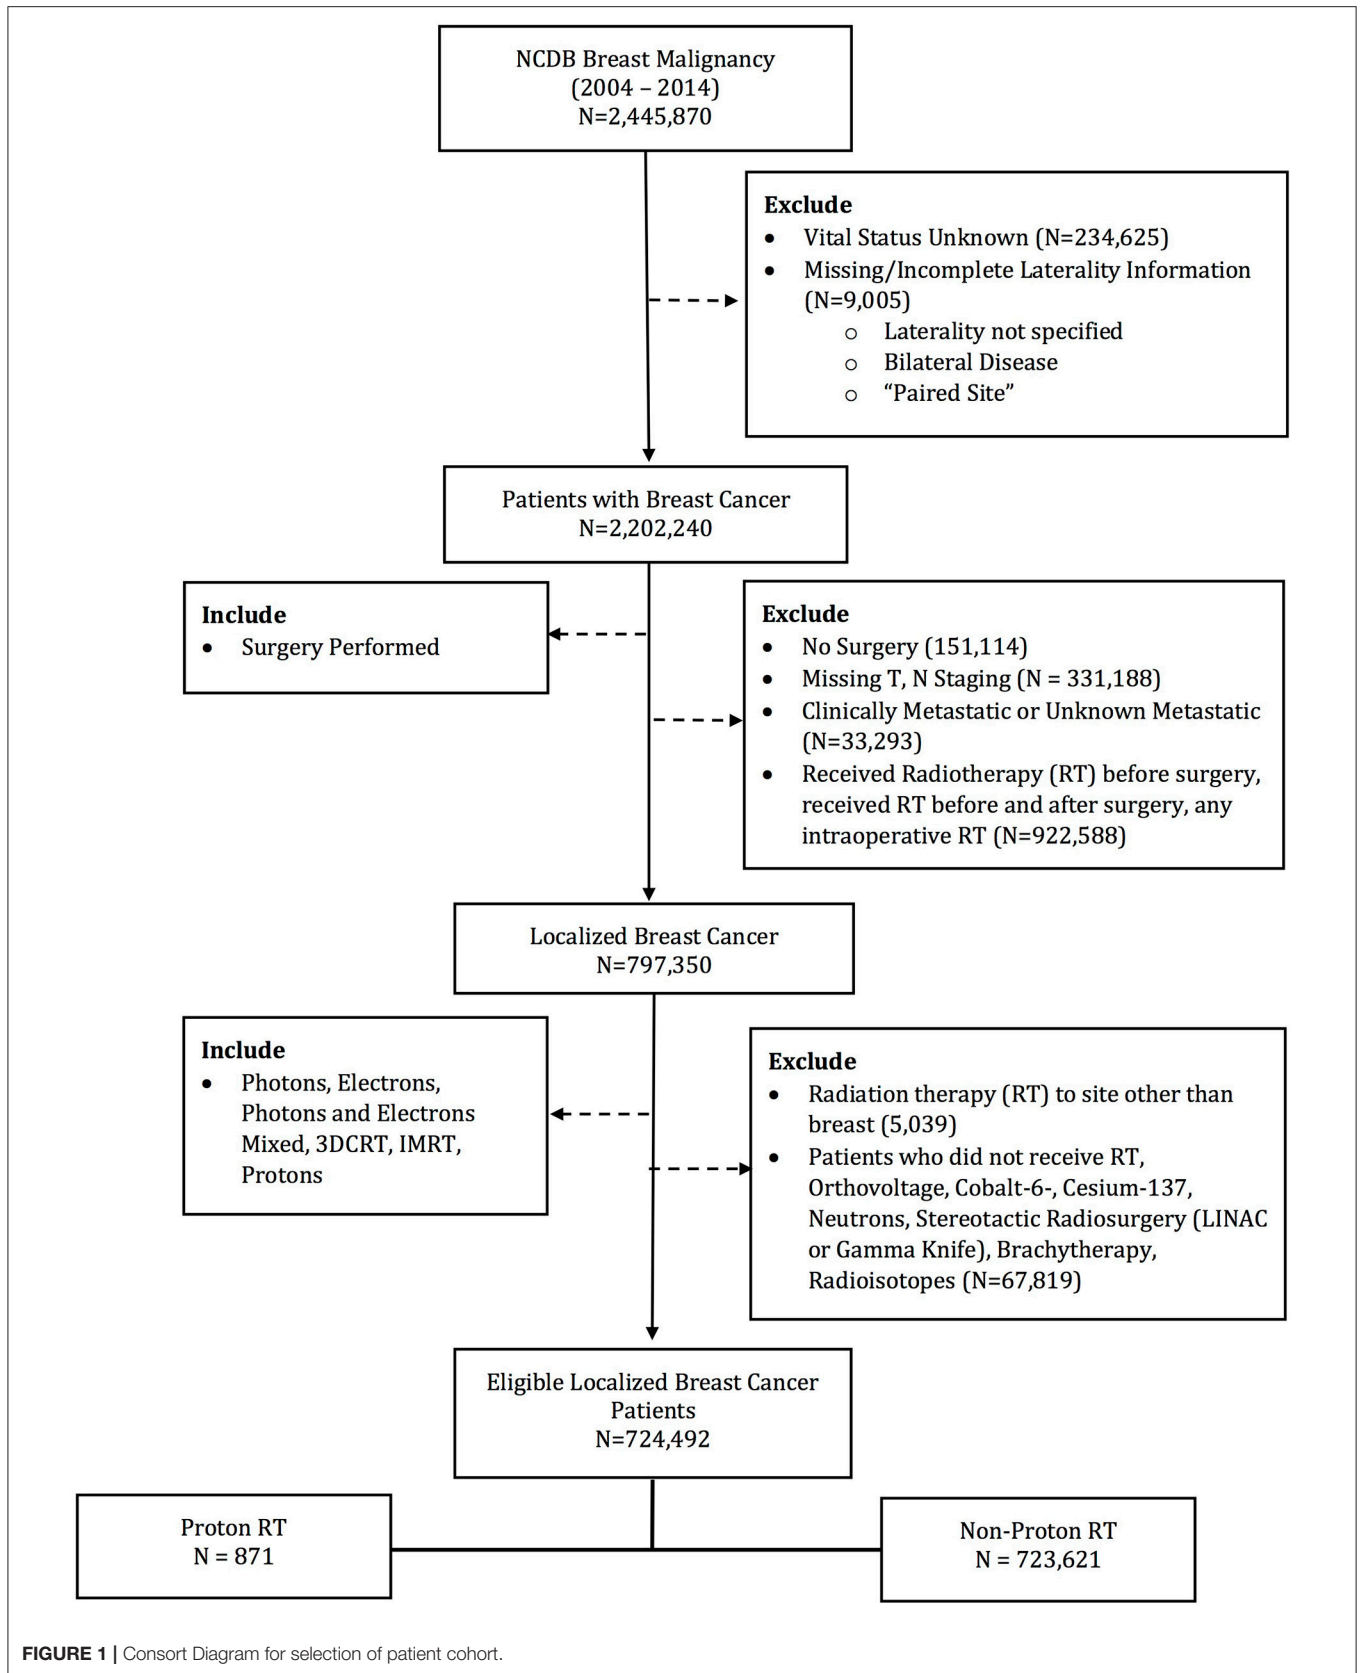 NCDB Breast Malignancy
(2004 – 2014)
N=2,445,870
Exclude
• Vital Status Unknown (N=234,625)
• Missing/Incomplete Laterality Information
(N=9,005)
o Laterality not specified
o Bilateral Disease
o “Paired Site”
Patients with Breast Cancer
N=2,202,240
Include
• Surgery Performed
Exclude
• No Surgery (151,114)
• Missing T, N Staging (N = 331,188)
• Clinically Metastatic or Unknown Metastatic
(N=33,293)
• Received Radiotherapy (RT) before surgery,
received RT before and after surgery, any
intraoperative RT (N=922,588)
Localized Breast Cancer
N=797,350
Include
• Photons, Electrons,
Photons and Electrons
Mixed, 3DCRT, IMRT,
Protons
Exclude
• Radiation therapy (RT) to site other than
breast (5,039)
• Patients who did not receive RT,
Orthovoltage, Cobalt-6-, Cesium-137,
Neutrons, Stereotactic Radiosurgery (LINAC
or Gamma Knife), Brachytherapy,
Radioisotopes (N=67,819)
Eligible Localized Breast Cancer
Patients
N=724,492
Proton RT
N = 871
Non-Proton RT
N = 723,621
FIGURE 1 | Consort Diagram for selection of patient cohort.